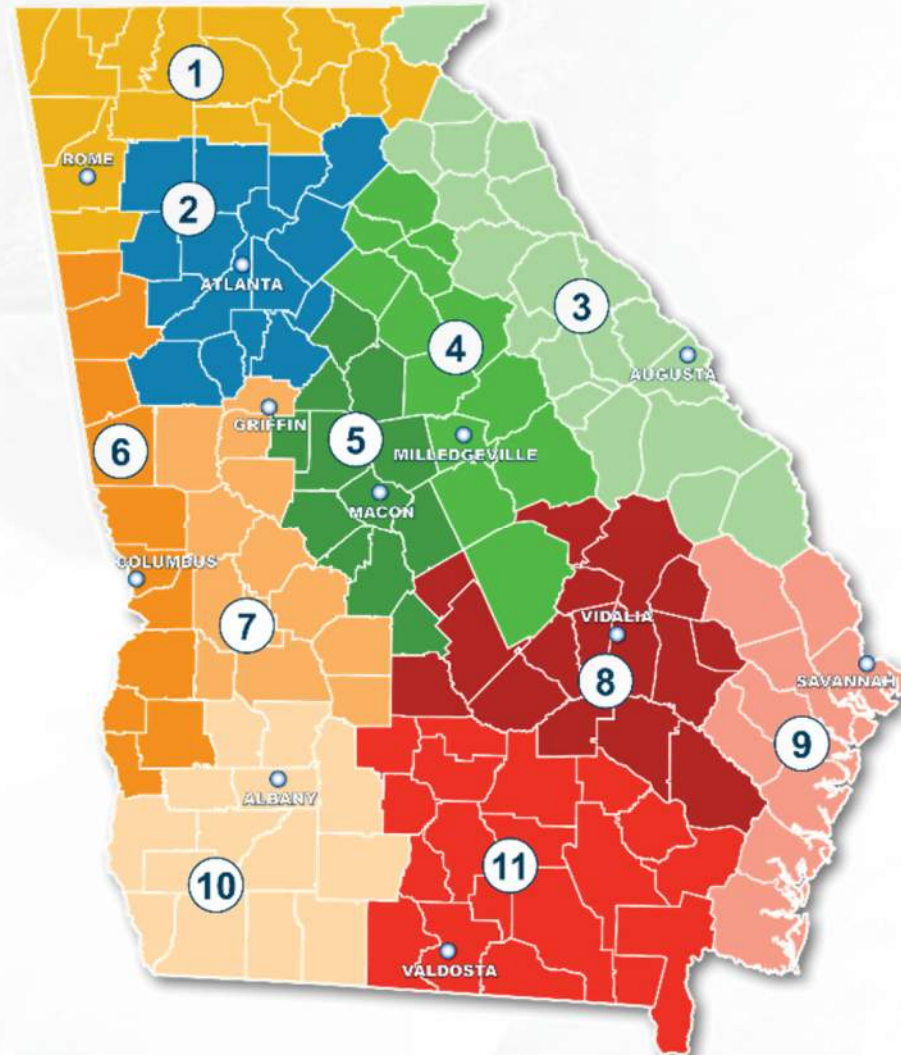 1
ROME
2
ATLANTA
3
4
AUGUSTA
GRIFFIN
5
6
MILLEDGEVILLE
MACON
COLUMBUS
7
VIDALIA
8
SAVANNAH
9
ALBANY
10
11
VALDOSTA